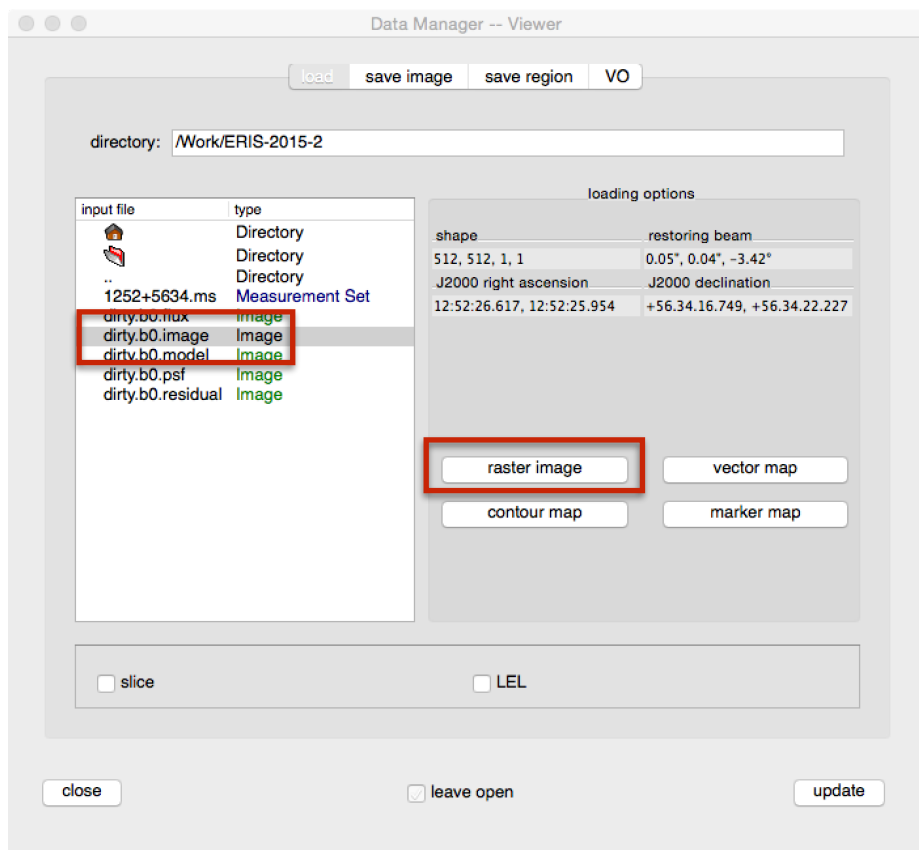 Data Manager -- Viewer
load save image save region VO
directory: /Work/ERIS-2015-2
loading options
input file type
Directory
Directory
.. Directory
1252+5634.ms Measurement Set
dirty.b0.flux Image
dirty.b0.image Image
dirty.b0.model Image
dirty.b0.psf Image
dirty.b0.residual Image
shape restoring beam
512, 512, 1, 1 0.05", 0.04", -3.42°
J2000 right ascension J2000 declination
12:52:26.617, 12:52:25.954 +56.34.16.749, +56.34.22.227
raster image vector map
contour map marker map
slice LEL
close leave open update